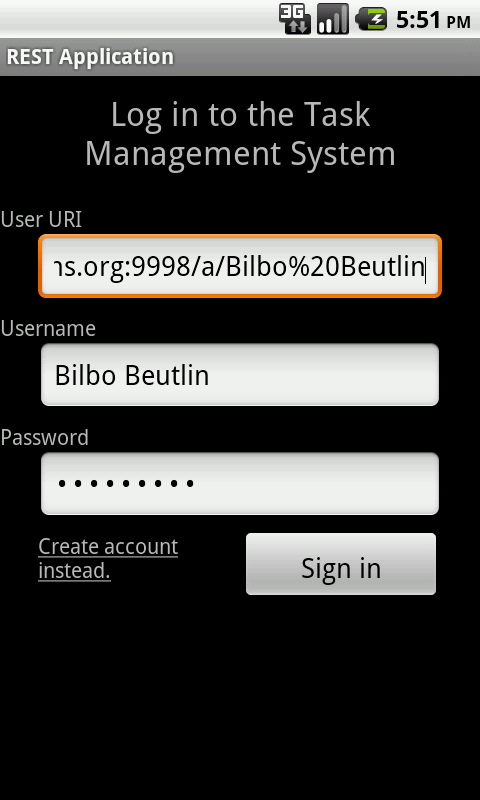 3G 5:51 PM
REST Application
Log in to the Task
Management System
User URI
s.org:9998/a/Bilbo%20Beutlin
Username
Bilbo Beutlin
Password
•••••••••
Create account
instead.
Sign in